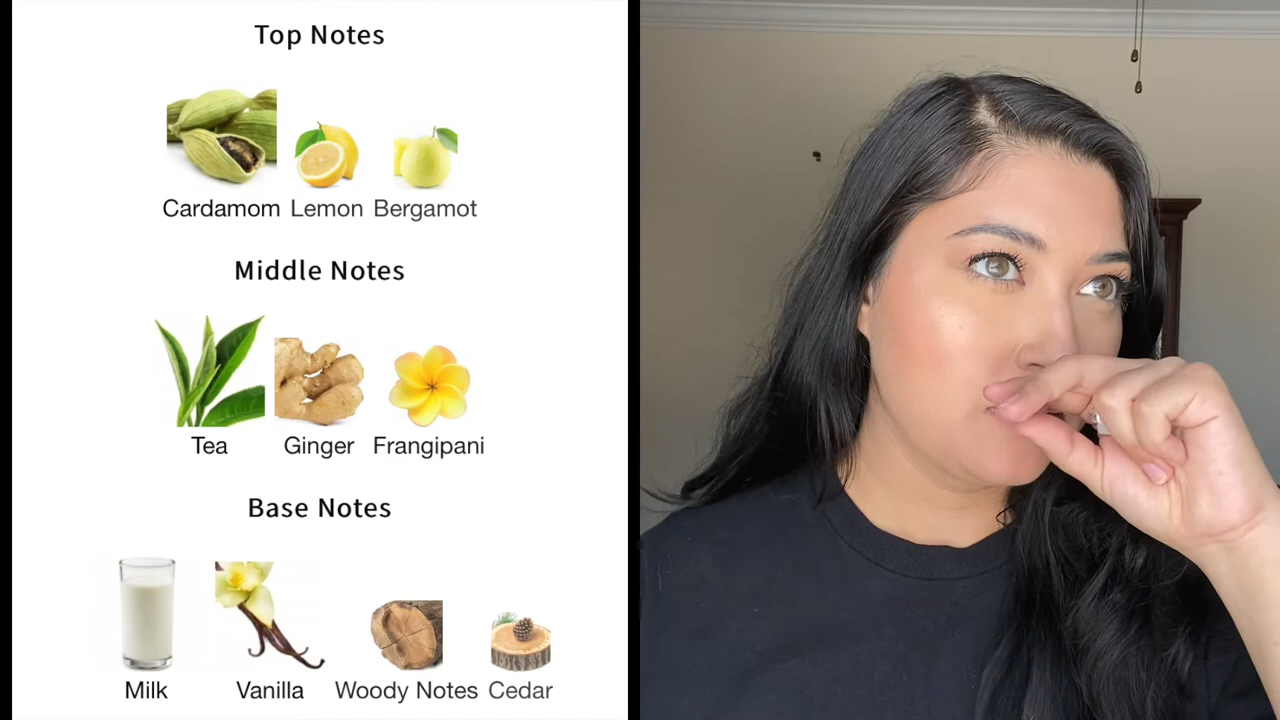 Top Notes
Cardamom Lemon Bergamot
Middle Notes
Tea Ginger Frangipani
Base Notes
Milk Vanilla Woody Notes Cedar